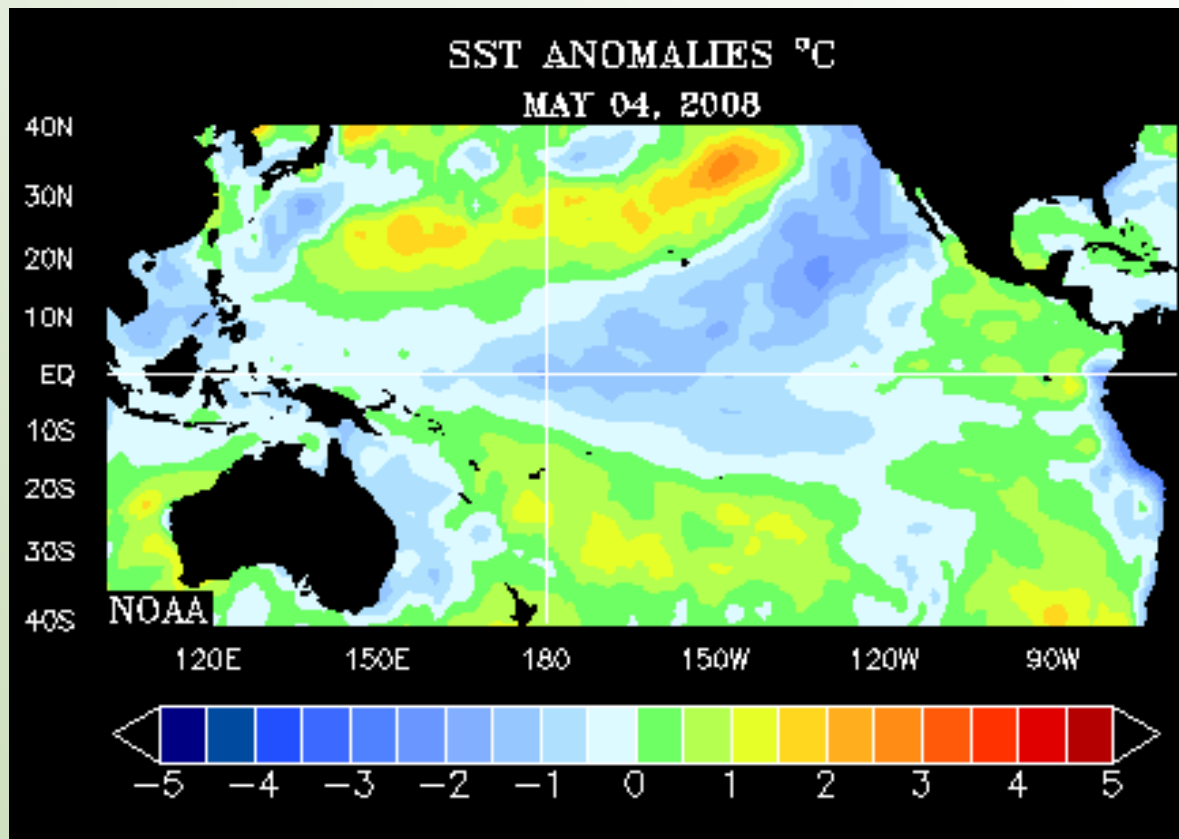 SST ANOMALIES °C
MAY 04, 2008
40N
30N
20N
10N
EQ
10S
20S
30S
40S
NOAA
120E 150E 180 150W 120W 90W
−5 −4 −3 −2 −1 0 1 2 3 4 5